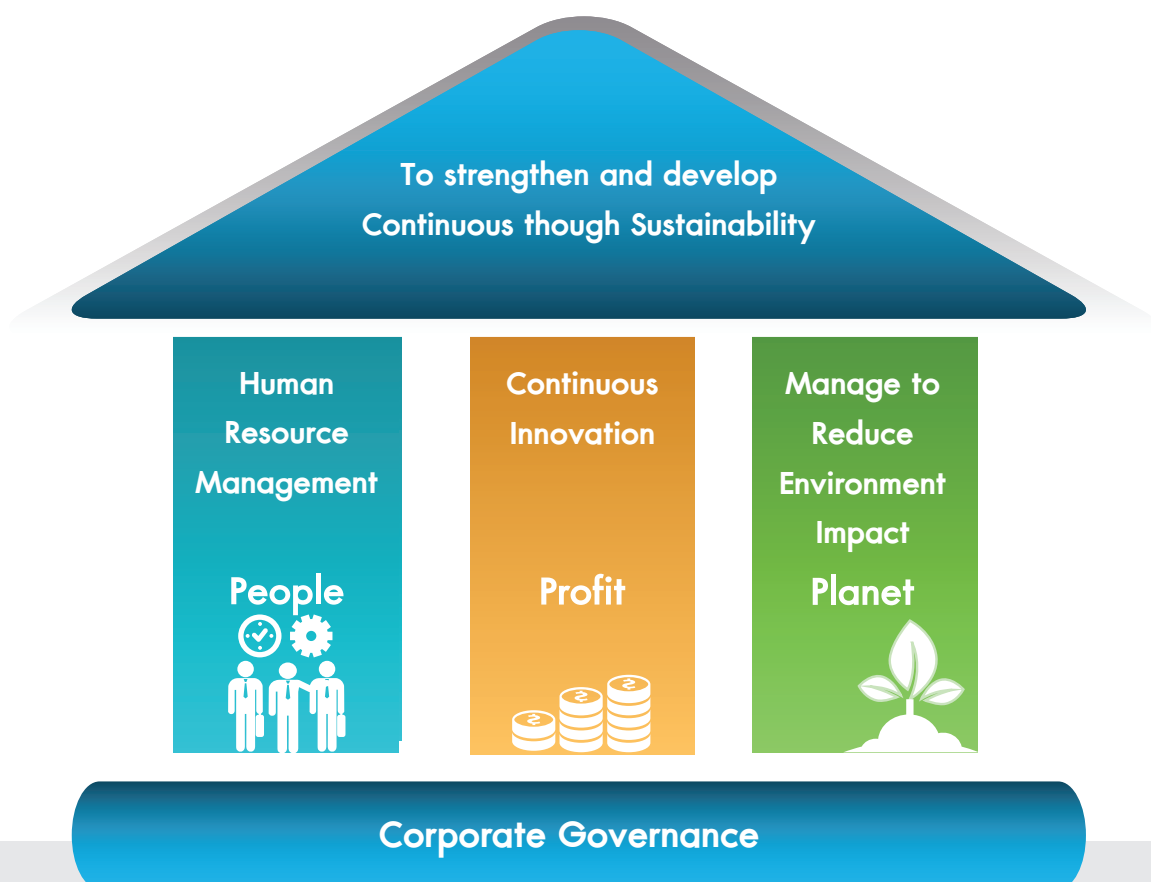 To strengthen and develop
Continuous though Sustainability
Human
Resource
Management
People
Continuous
Innovation
Profit
Manage to
Reduce
Environment
Impact
Planet
Corporate Governance